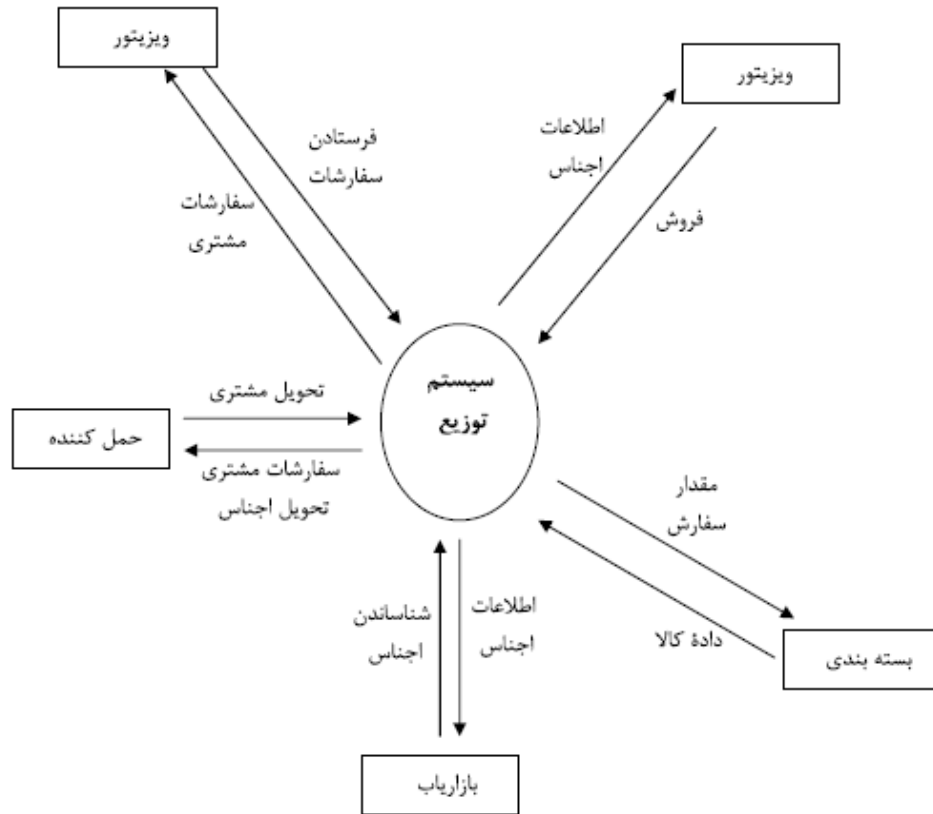 ویزیتور
ویزیتور
فرستادن
سفارشات
اطلاعات
اجناس
سفارشات
مشتری
فروش
سیستم
توزیع
تحویل مشتری
حمل کننده
سفارشات مشتری
تحویل اجناس
مقدار
سفارش
شناساندن
اجناس
اطلاعات
اجناس
دادۀ کالا
بسته بندی
بازاریاب